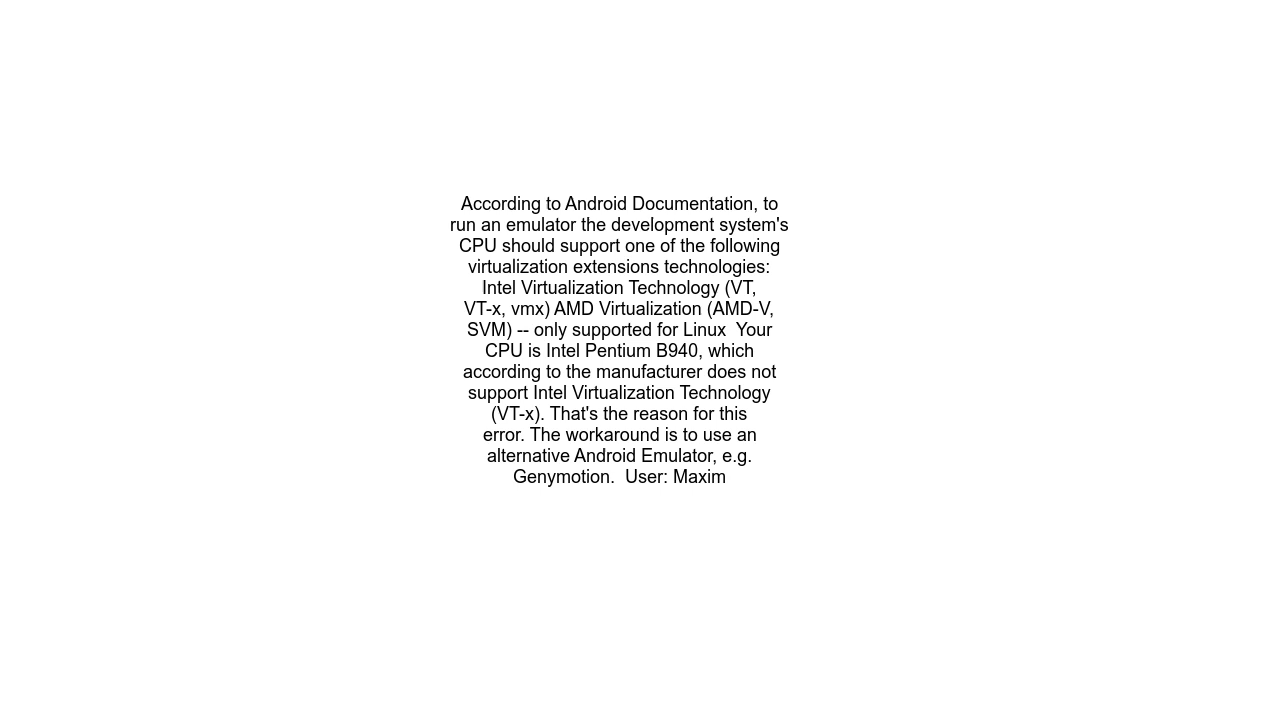 According to Android Documentation, to
run an emulator the development system's
CPU should support one of the following
virtualization extensions technologies:
Intel Virtualization Technology (VT,
VT-x, vmx) AMD Virtualization (AMD-V,
SVM) -- only supported for Linux  Your
CPU is Intel Pentium B940, which
according to the manufacturer does not
support Intel Virtualization Technology
(VT-x). That's the reason for this
error. The workaround is to use an
alternative Android Emulator, e.g.
Genymotion.  User: Maxim